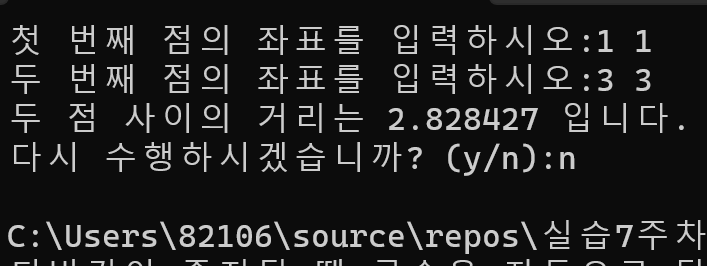 첫 번째 점의 좌표를 입력하시오:1 1
두 번째 점의 좌표를 입력하시오:3 3
두 점 사이의 거리는 2.828427 입니다.
다시 수행하시겠습니까? (y/n):n
C:\Users\82106\source\repos\실습7주차